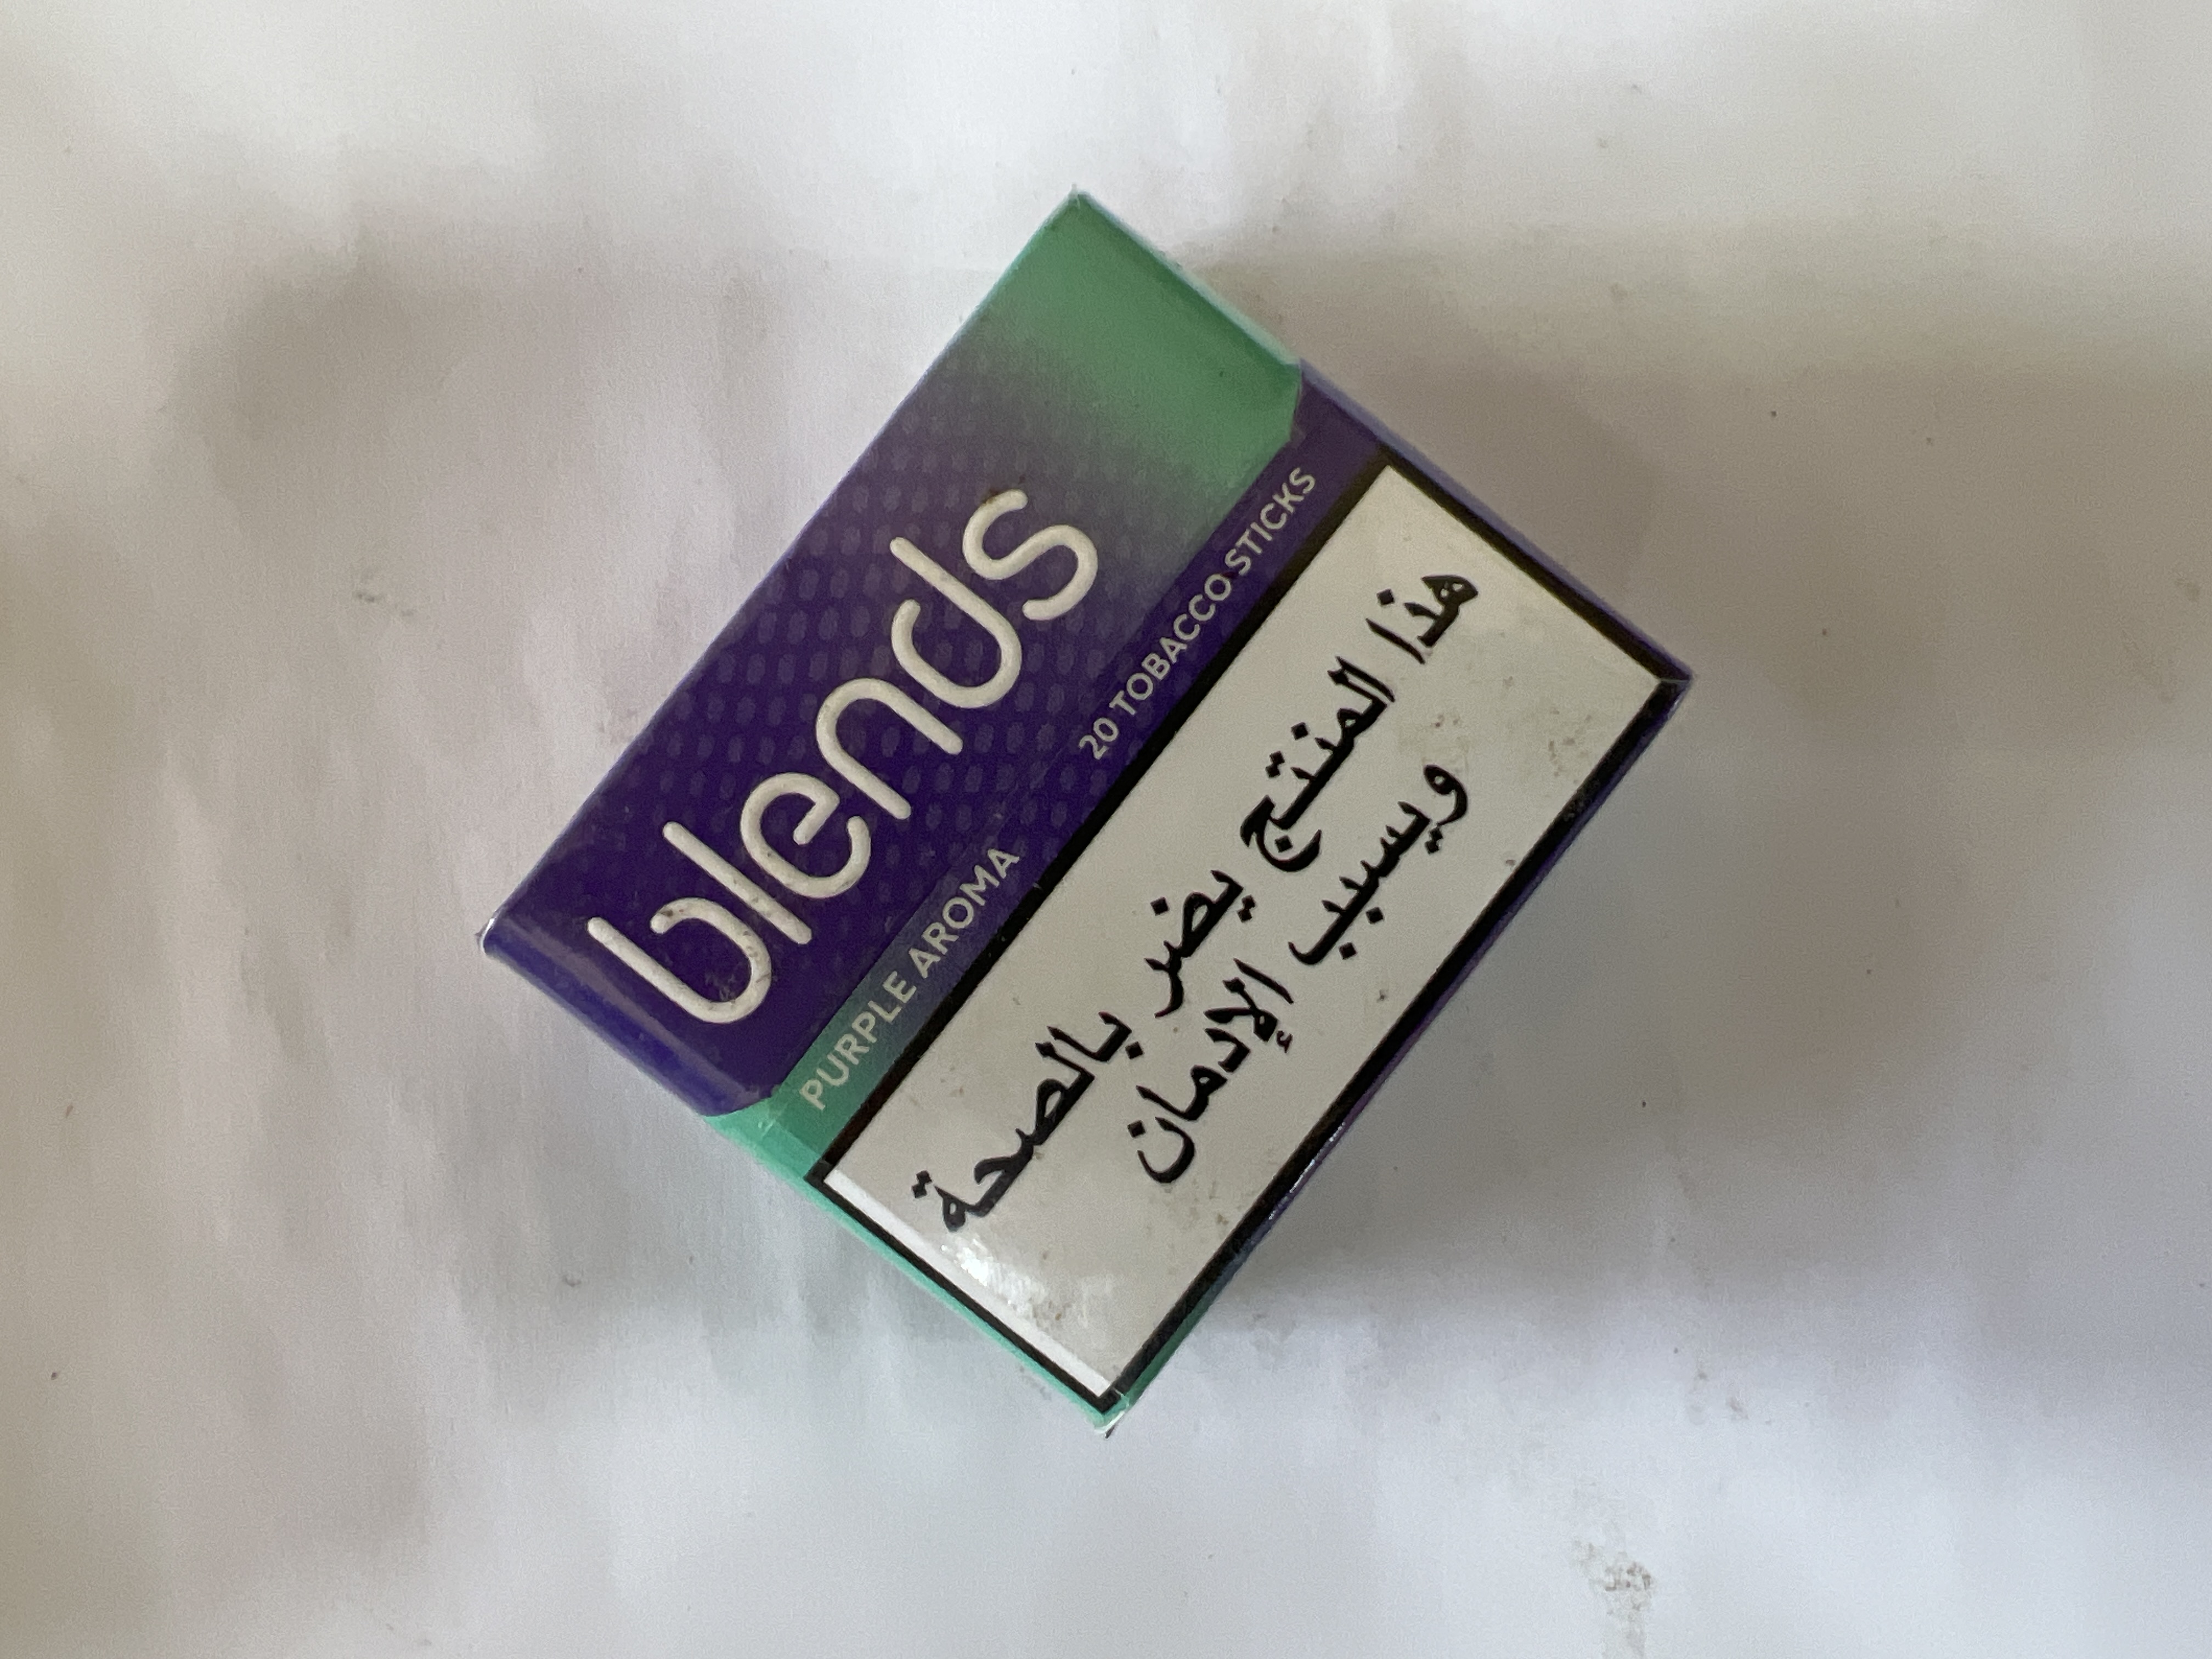 blends
PURPLE AROMA
20 TOBACCO STICKS
هذا المنتج يضر بالصحة
ويسبب الإدمان